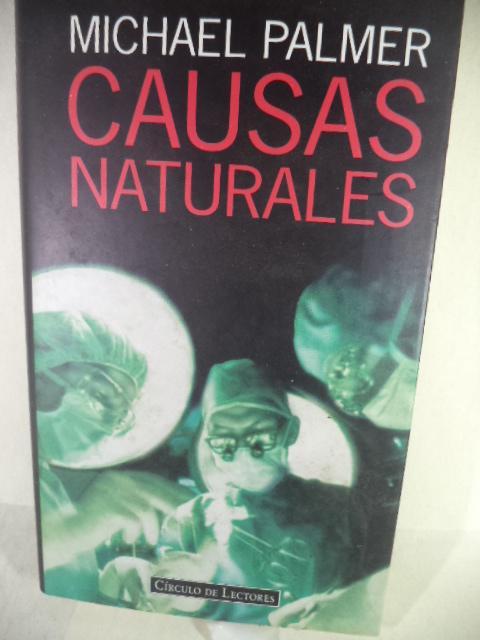 MICHAEL PALMER
CAUSAS
NATURALES
CÍRCULO DE LECTORES